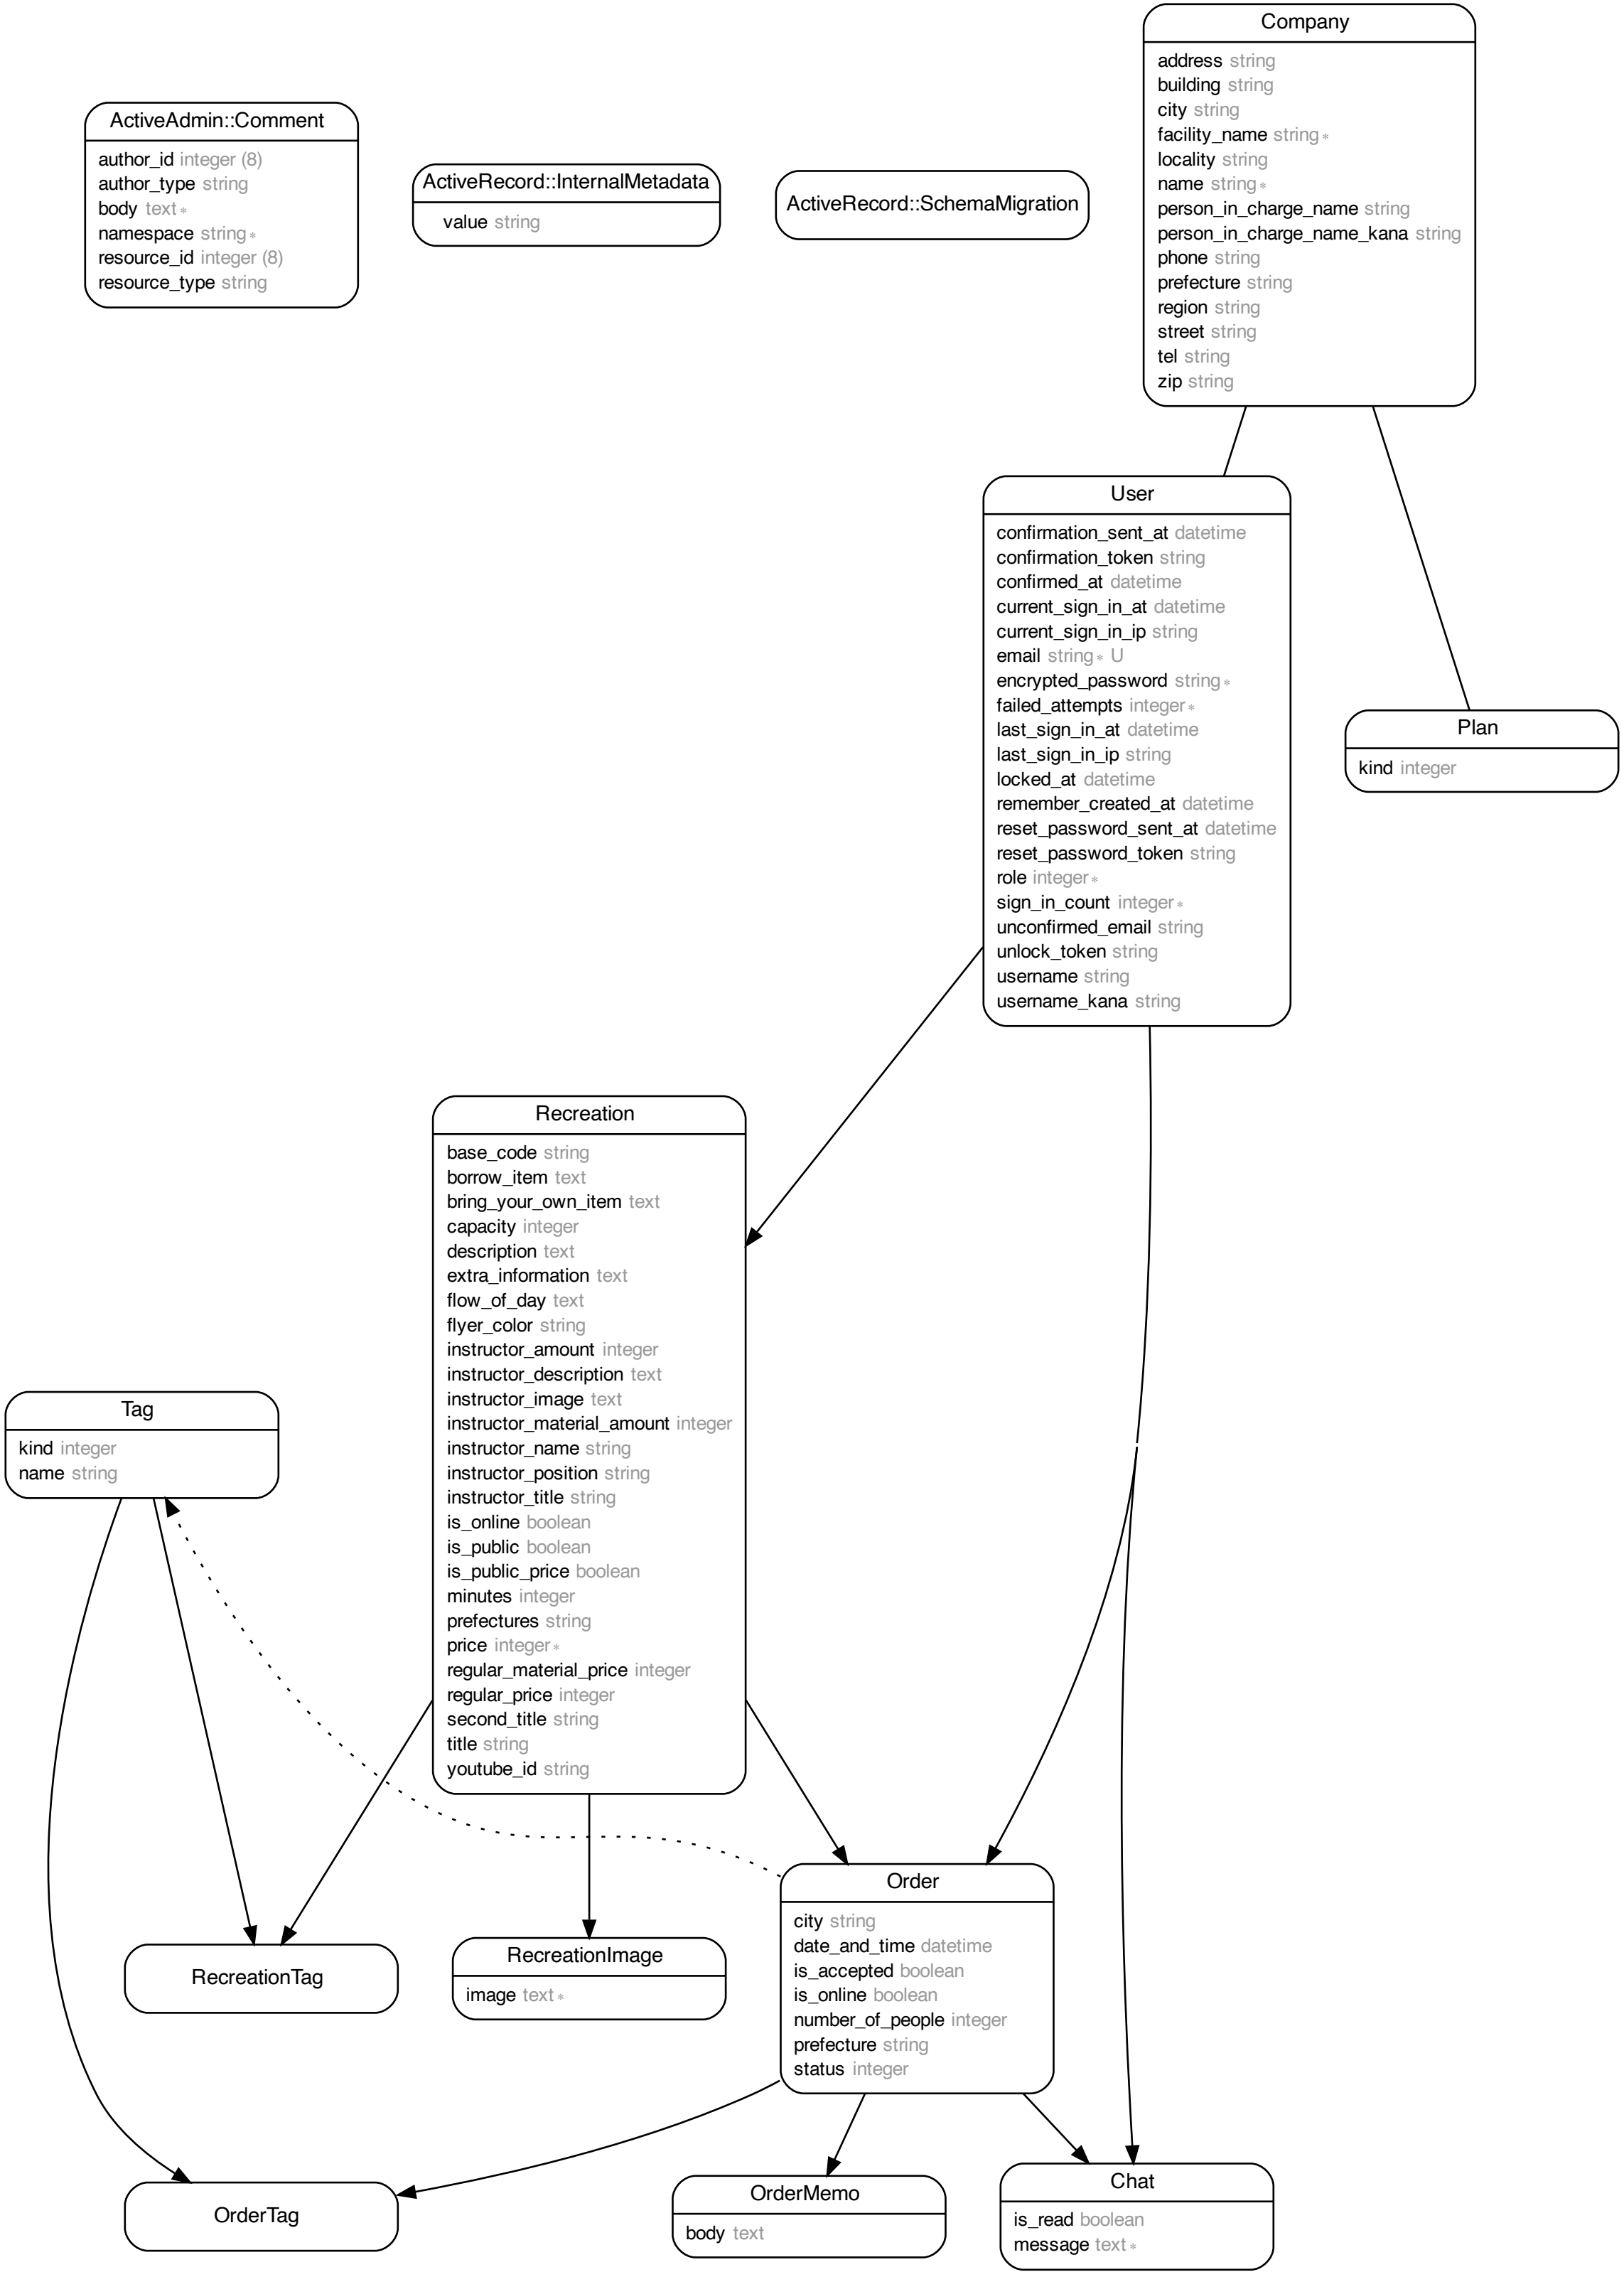 Company
address string
building string
city string
facility_name string *
locality string
name string *
person_in_charge_name string
person_in_charge_name_kana string
phone string
prefecture string
region string
street string
tel string
zip string
ActiveAdmin::Comment
author_id integer (8)
author_type string
body text *
namespace string *
resource_id integer (8)
resource_type string
ActiveRecord::InternalMetadata
value string
ActiveRecord::SchemaMigration
User
confirmation_sent_at datetime
confirmation_token string
confirmed_at datetime
current_sign_in_at datetime
current_sign_in_ip string
email string * U
encrypted_password string *
failed_attempts integer *
last_sign_in_at datetime
last_sign_in_ip string
locked_at datetime
remember_created_at datetime
reset_password_sent_at datetime
reset_password_token string
role integer *
sign_in_count integer *
unconfirmed_email string
unlock_token string
username string
username_kana string
Plan
kind integer
Recreation
base_code string
borrow_item text
bring_your_own_item text
capacity integer
description text
extra_information text
flow_of_day text
flyer_color string
instructor_amount integer
instructor_description text
instructor_image text
instructor_material_amount integer
instructor_name string
instructor_position string
instructor_title string
is_online boolean
is_public boolean
is_public_price boolean
minutes integer
prefectures string
price integer *
regular_material_price integer
regular_price integer
second_title string
title string
youtube_id string
Tag
kind integer
name string
Order
city string
date_and_time datetime
is_accepted boolean
is_online boolean
number_of_people integer
prefecture string
status integer
RecreationTag
RecreationImage
image text *
OrderTag
OrderMemo
body text
Chat
is_read boolean
message text *